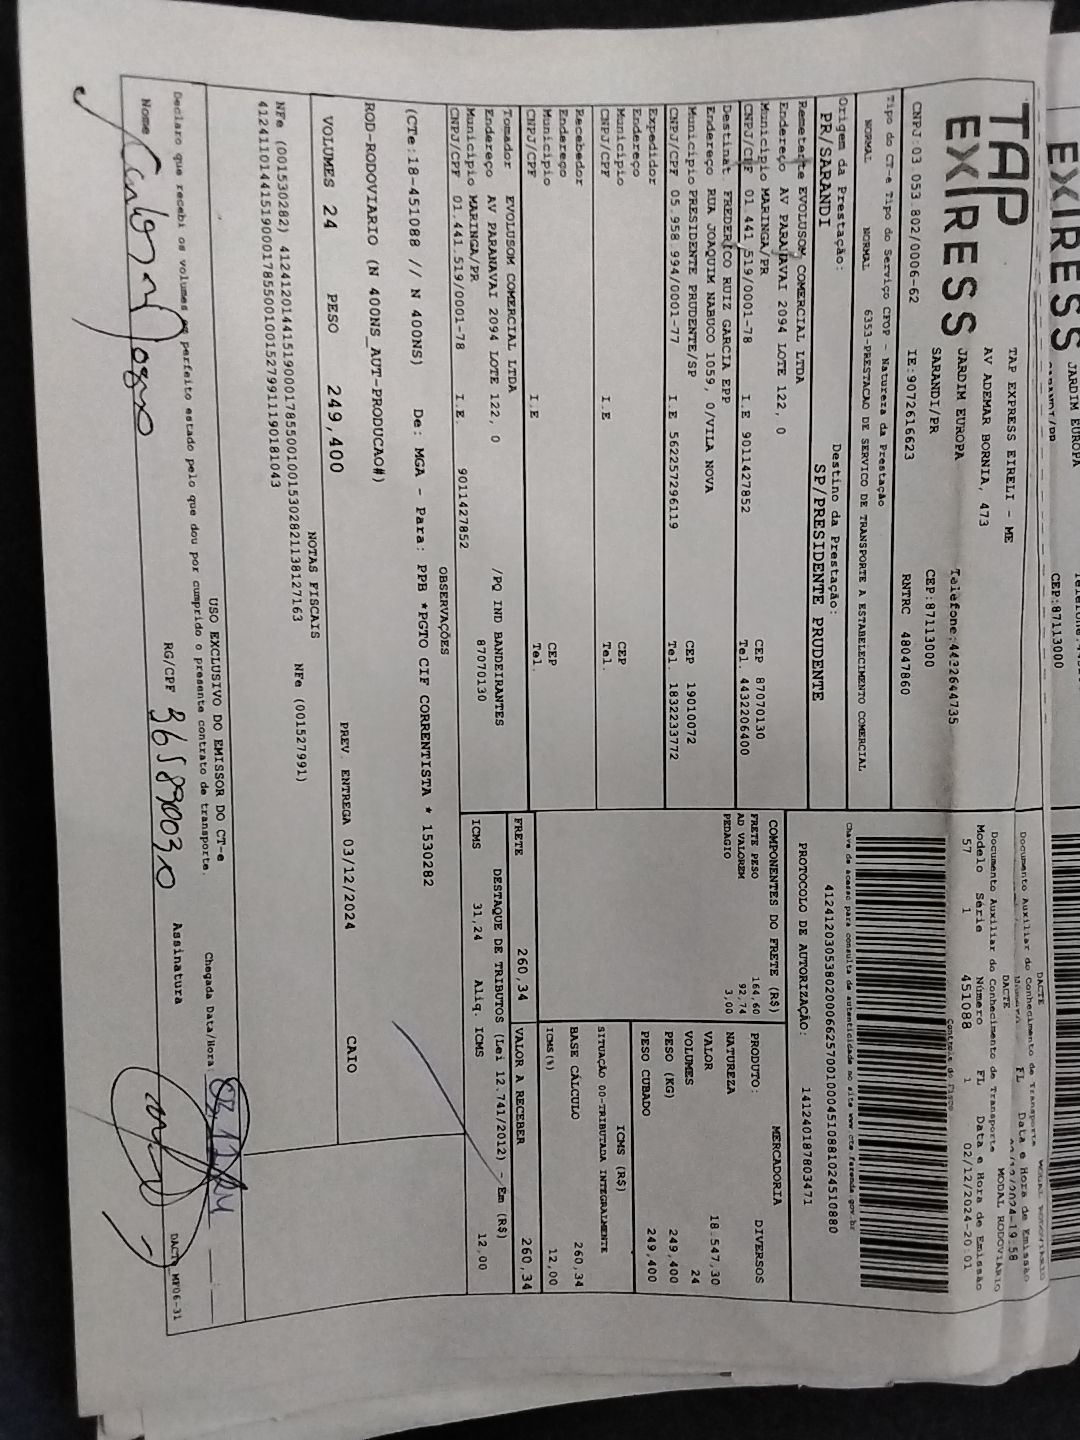 TAP
EXPRESS
TAP EXPRESS EIRELI - ME
AV ADEMAR BORNIA, 473
JARDIM EUROPA
SARANDI/PR
Telefone:4432644735
CEP:87113000
CNPJ:03.053.802/0006-62 IE:9072616623 RNTRC 48047860
DACTE MODAL RODOVIÁRIO
Documento Auxiliar do Conhecimento de Transporte
Modelo Série Número FL Data e Hora de Emissão
57 1 451088 1 02/12/2024-20:01
Controle do Fisco
Chave de acesso para consulta de autenticidade no site www.cte.fazenda.gov.br
41241203053802000662570010004510881024510880
PROTOCOLO DE AUTORIZAÇÃO: 141240187803471
Tipo do CT-e Tipo do Serviço CFOP - Natureza da Prestação
NORMAL NORMAL 6353-PRESTACAO DE SERVICO DE TRANSPORTE A ESTABELECIMENTO COMERCIAL
Origem da Prestação: Destino da Prestação:
PR/SARANDI SP/PRESIDENTE PRUDENTE
Remetente EVOLUSOM COMERCIAL LTDA
Endereço AV PARANAVAI 2094 LOTE 122, 0
Município MARINGA/PR CEP 87070130
CNPJ/CPF 01.441.519/0001-78 I.E 9011427852 Tel. 4432206400
Destinat. FREDERICO RUIZ GARCIA EPP
Endereço RUA JOAQUIM NABUCO 1059, 0/VILA NOVA
Município PRESIDENTE PRUDENTE/SP CEP 19010072
CNPJ/CPF 05.958.994/0001-77 I.E 562257296119 Tel. 1832233772
Expedidor
Endereço
Município CEP
CNPJ/CPF I.E Tel.
Recebedor
Endereço
Município CEP
CNPJ/CPF I.E Tel.
Tomador EVOLUSOM COMERCIAL LTDA
Endereço AV PARANAVAI 2094 LOTE 122, 0 /PQ IND BANDEIRANTES
Município MARINGA/PR 87070130
CNPJ/CPF 01.441.519/0001-78 I.E. 9011427852
COMPONENTES DO FRETE (R$)
FRETE PESO 164,60
AD VALOREM 92,74
PEDAGIO 3,00
MERCADORIA
PRODUTO: DIVERSOS
NATUREZA
VALOR 18.547,30
VOLUMES 24
PESO (KG) 249,400
PESO CUBADO 249,400
ICMS (R$)
SITUAÇÃO 00-TRIBUTADA INTEGRALMENTE
BASE CÁLCULO 260,34
ICMS(%) 12,00
FRETE 260,34 VALOR A RECEBER 260,34
DESTAQUE DE TRIBUTOS (Lei 12.741/2012) - Em (R$)
ICMS 31,24 Aliq. ICMS 12,00
OBSERVAÇÕES
(CTe:18-451088 // N 400NS) De: MGA - Para: PPB *PGTO CIF CORRENTISTA * 1530282
ROD-RODOVIARIO (N 400NS_AUT-PRODUCAO#)
VOLUMES 24 PESO 249,400 PREV. ENTREGA 03/12/2024 CAIO
NOTAS FISCAIS
NFe (001530282) 41241201441519000178550010015302821138127163 NFe (001527991)
41241101441519000178550010015279911190181043
USO EXCLUSIVO DO EMISSOR DO CT-e
Declaro que recebi os volumes em perfeito estado pelo que dou por cumprido o presente contrato de transporte.
Chegada Data/Hora
Nome RG/CPF Assinatura
DACTE_MF06-31